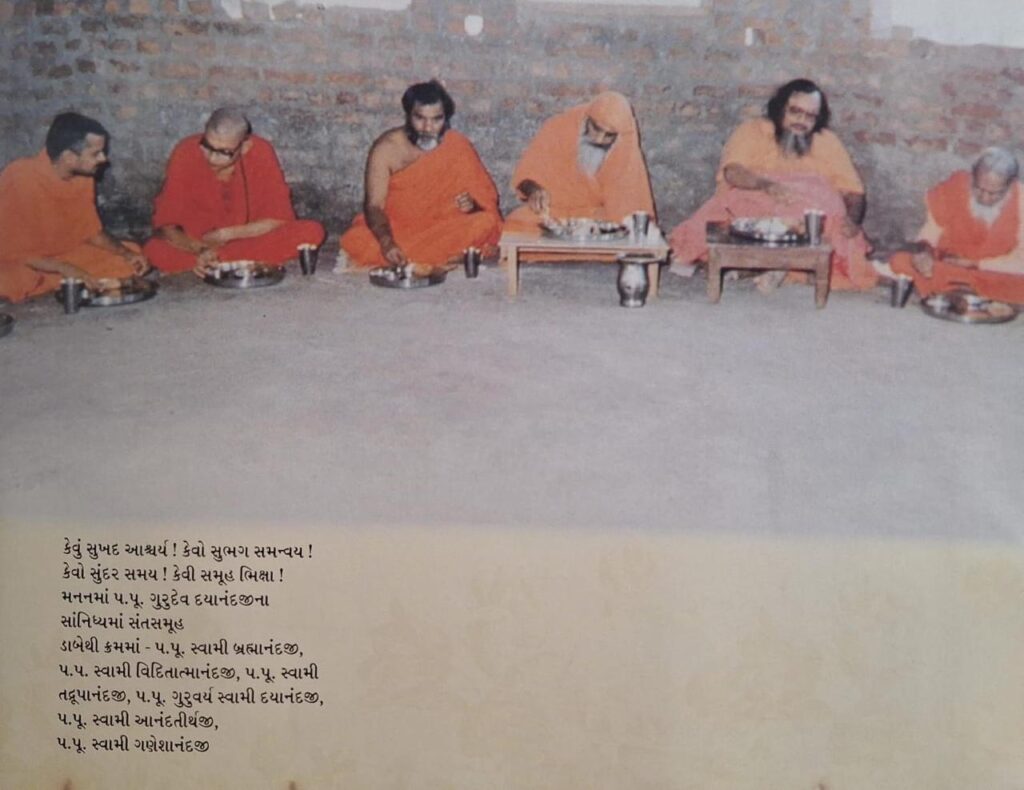 કેવું સુખદ આશ્ચર્ય ! કેવો સુભગ સમન્વય !
કેવો સુંદર સમય ! કેવી સમૂહ ભિક્ષા !
મનનમાં પ.પૂ. ગુરુદેવ દયાનંદજીના
સાંનિધ્યમાં સંતસમૂહ
ડાબેથી ક્રમમાં - પ.પૂ. સ્વામી બ્રહ્માનંદજી,
પ.પ. સ્વામી વિદિતાત્માનંદજી, પ.પૂ. સ્વામી
તદ્રૂપાનંદજી, પ.પૂ. ગુરુવર્ય સ્વામી દયાનંદજી,
પ.પૂ. સ્વામી આનંદતીર્થજી,
પ.પૂ. સ્વામી ગણેશાનંદજી